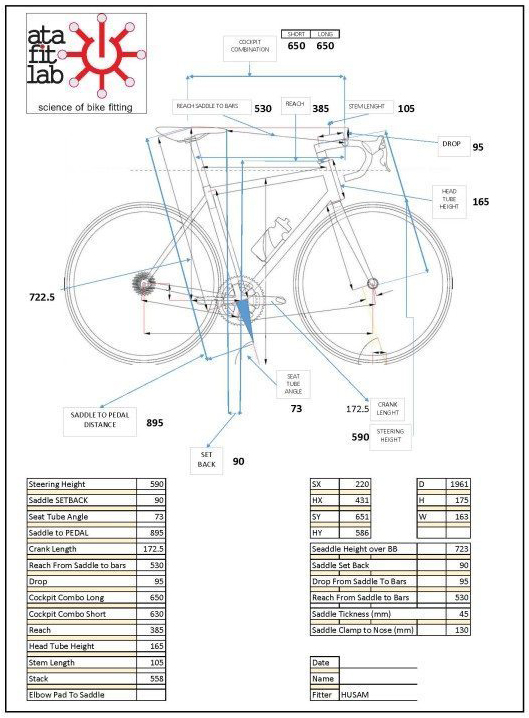 ata
fit
lab
science of bike fitting
COCKPIT
COMBINATION
SHORT LONG
650 650
REACH SADDLE TO BARS
530
REACH
385
STEM LENGHT
105
DROP
95
HEAD
TUBE
HEIGHT
165
722.5
SEAT
TUBE
ANGLE
73
SADDLE TO PEDAL
DISTANCE
895
172.5
CRANK
LENGHT
590
STEERING
HEIGHT
SET
BACK
90
Steering Height 590
Saddle SETBACK 90
Seat Tube Angle 73
Saddle to PEDAL 895
Crank Length 172.5
Reach From Saddle to bars 530
Drop 95
Cockpit Combo Long 650
Cockpit Combo Short 630
Reach 385
Head Tube Height 165
Stem Length 105
Stack 558
Elbow Pad To Saddle
SX 220
HX 431
SY 651
HY 586
D 1961
H 175
W 163
Seaddle Height over BB 723
Saddle Set Back 90
Drop From Saddle To Bars 95
Reach From Saddle to Bars 530
Saddle Tickness (mm) 45
Saddle Clamp to Nose (mm) 130
Date
Name
Fitter HUSAM